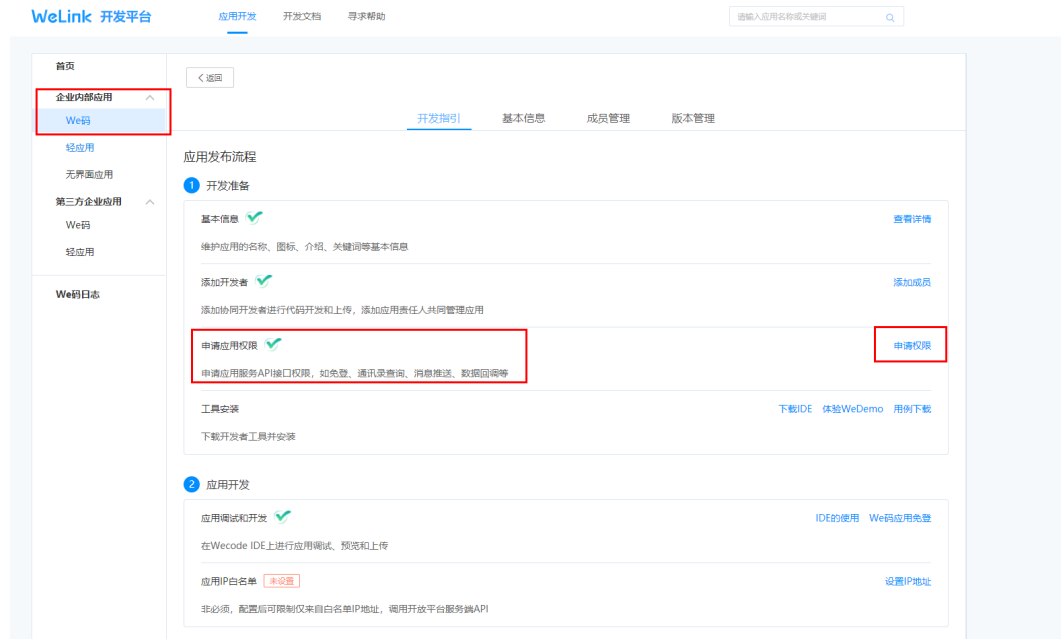 WeLink 开发平台 应用开发 开发文档 寻求帮助 请输入应用名称或关键词
首页
企业内部应用
We码
轻应用
无界面应用
第三方企业应用
We码
轻应用
We码日志
返回
开发指引 基本信息 成员管理 版本管理
应用发布流程
1 开发准备
基本信息 查看详情
维护应用的名称、图标、介绍、关键词等基本信息
添加开发者 添加成员
添加协同开发者进行代码开发和上传，添加应用责任人共同管理应用
申请应用权限 申请权限
申请应用服务API接口权限，如免登、通讯录查询、消息推送、数据回调等
工具安装 下载IDE 体验WeDemo 用例下载
下载开发者工具并安装
2 应用开发
应用调试和开发 IDE的使用 We码应用免登
在Wecode IDE上进行应用调试、预览和上传
应用IP白名单 未设置 设置IP地址
非必须，配置后可限制仅来自白名单IP地址，调用开放平台服务端API